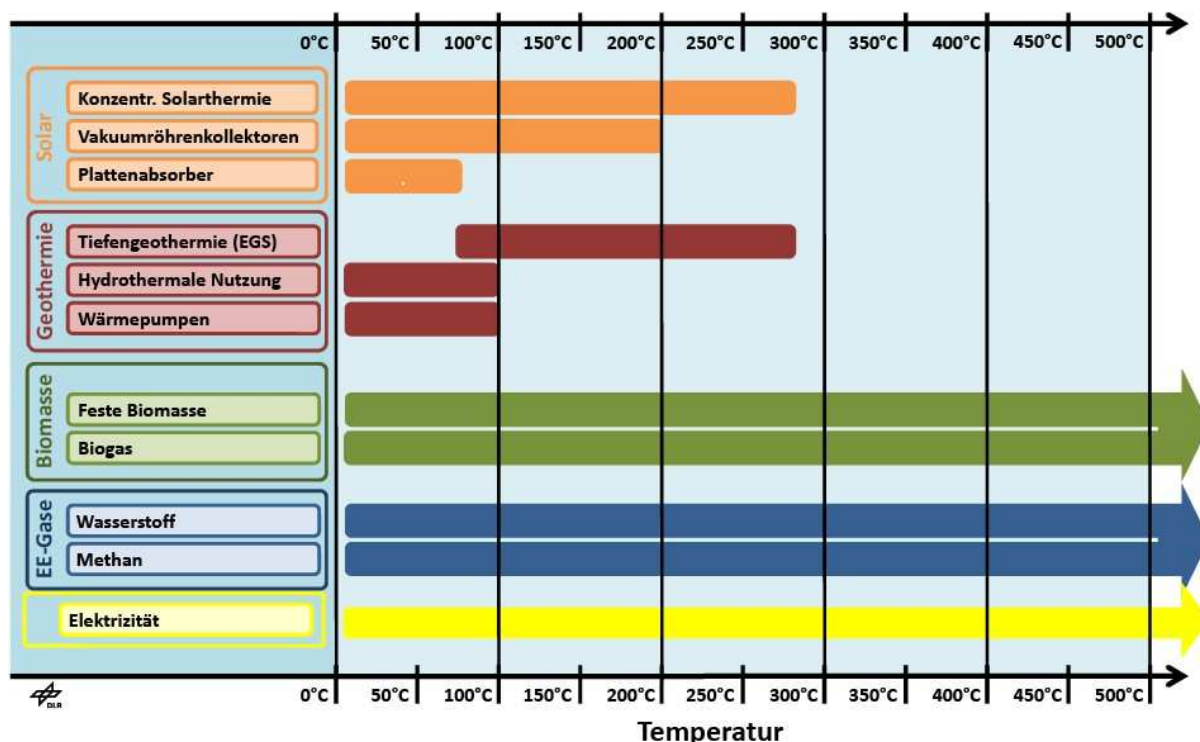 0°C 50°C 100°C 150°C 200°C 250°C 300°C 350°C 400°C 450°C 500°C
Solar
Konzentr. Solarthermie
Vakuumröhrenkollektoren
Plattenabsorber
Geothermie
Tiefengeothermie (EGS)
Hydrothermale Nutzung
Wärmepumpen
Biomasse
Feste Biomasse
Biogas
EE-Gase
Wasserstoff
Methan
Elektrizität
DLR
0°C 50°C 100°C 150°C 200°C 250°C 300°C 350°C 400°C 450°C 500°C
Temperatur